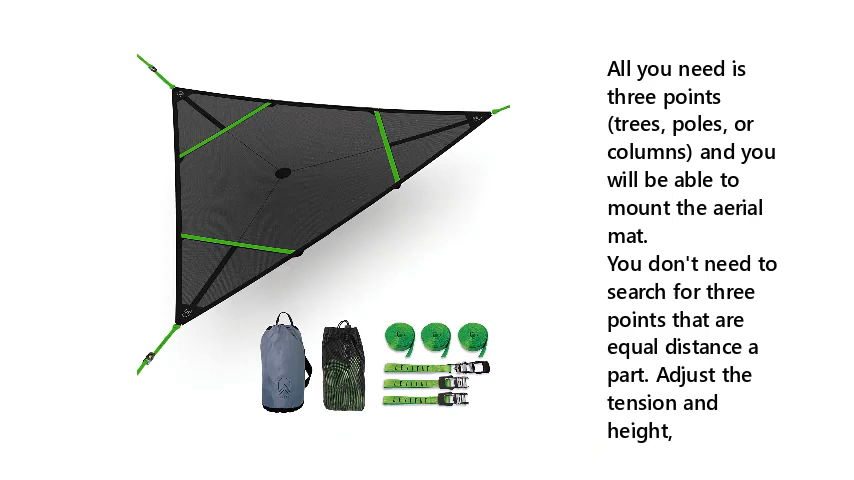 All you need is
three points
(trees, poles, or
columns) and you
will be able to
mount the aerial
mat.
You don't need to
search for three
points that are
equal distance a
part. Adjust the
tension and
height,